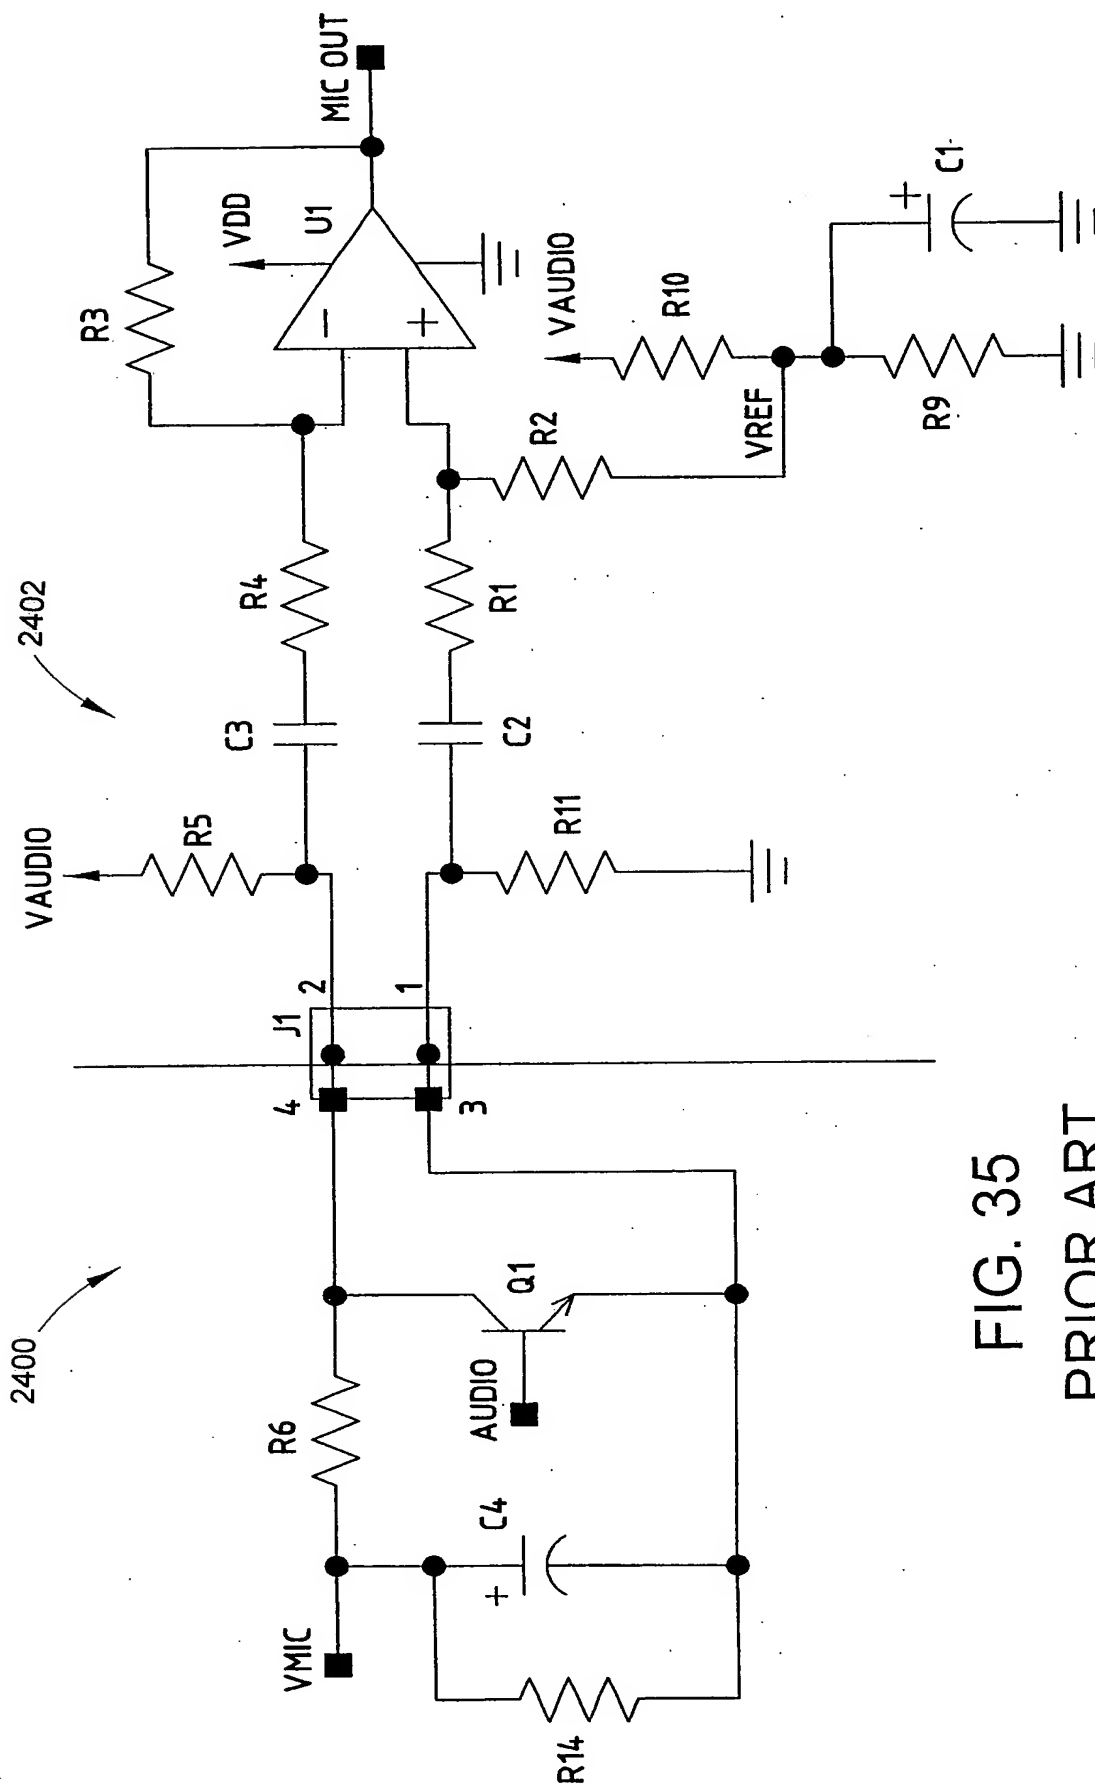 2400
2402
VAUDIO
R5
C3
R4
R3
VDD
U1
MIC OUT
−
+
VMIC
R6
4
J1
2
3
1
C2
R1
R2
VAUDIO
R10
VREF
R9
+
C1
AUDIO
Q1
R11
+
C4
R14
FIG. 35
PRIOR ART